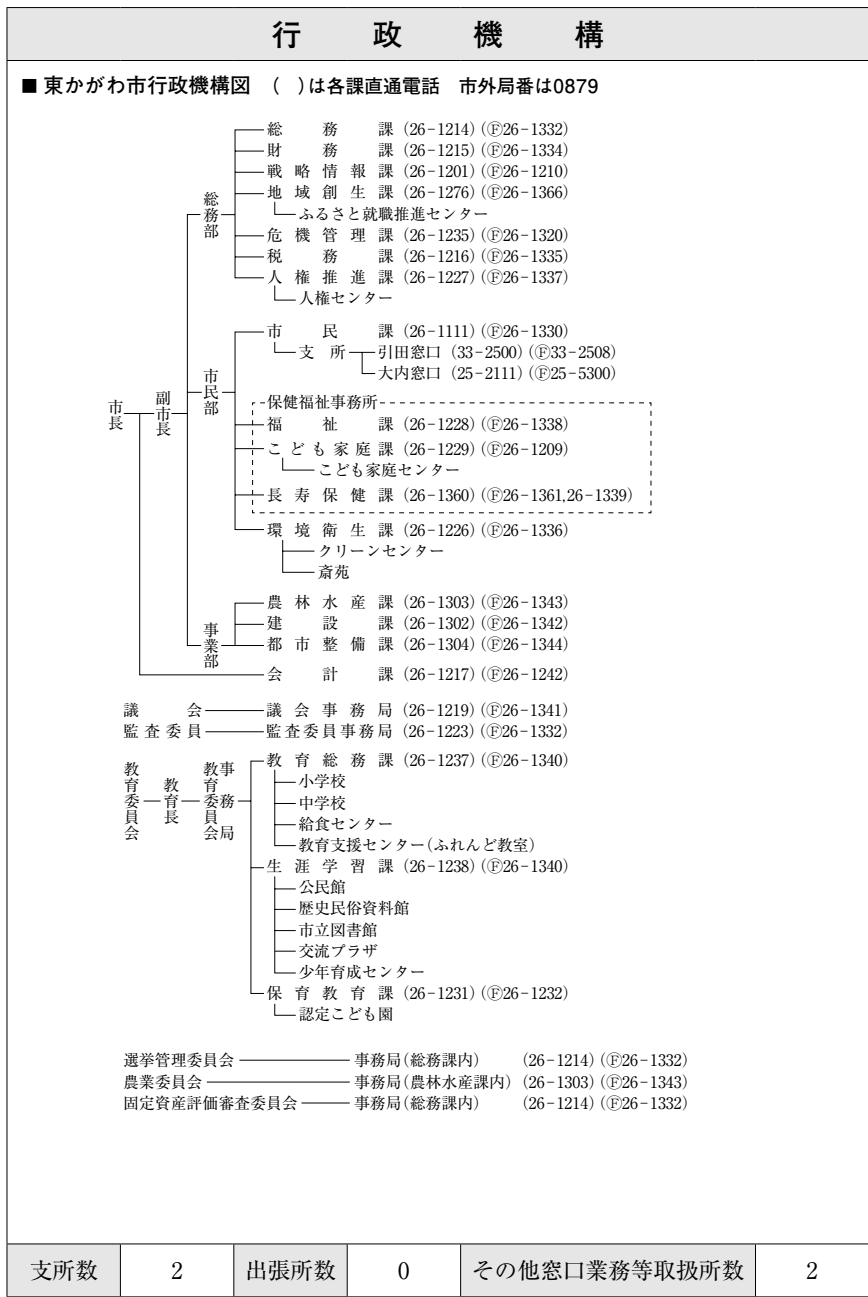 行政機構
■ 東かがわ市行政機構図 ( )は各課直通電話 市外局番は0879
市長
副市長
総務部
総務課 (26-1214) (Ⓕ26-1332)
財務課 (26-1215) (Ⓕ26-1334)
戦略情報課 (26-1201) (Ⓕ26-1210)
地域創生課 (26-1276) (Ⓕ26-1366)
ふるさと就職推進センター
危機管理課 (26-1235) (Ⓕ26-1320)
税務課 (26-1216) (Ⓕ26-1335)
人権推進課 (26-1227) (Ⓕ26-1337)
人権センター
市民部
市民課 (26-1111) (Ⓕ26-1330)
支所 引田窓口 (33-2500) (Ⓕ33-2508)
大内窓口 (25-2111) (Ⓕ25-5300)
保健福祉事務所
福祉課 (26-1228) (Ⓕ26-1338)
こども家庭課 (26-1229) (Ⓕ26-1209)
こども家庭センター
長寿保健課 (26-1360) (Ⓕ26-1361,26-1339)
環境衛生課 (26-1226) (Ⓕ26-1336)
クリーンセンター
斎苑
事業部
農林水産課 (26-1303) (Ⓕ26-1343)
建設課 (26-1302) (Ⓕ26-1342)
都市整備課 (26-1304) (Ⓕ26-1344)
会計課 (26-1217) (Ⓕ26-1242)
議会 議会事務局 (26-1219) (Ⓕ26-1341)
監査委員 監査委員事務局 (26-1223) (Ⓕ26-1332)
教育委員会
教育長
教育委員会
事務局
教育総務課 (26-1237) (Ⓕ26-1340)
小学校
中学校
給食センター
教育支援センター(ふれんど教室)
生涯学習課 (26-1238) (Ⓕ26-1340)
公民館
歴史民俗資料館
市立図書館
交流プラザ
少年育成センター
保育教育課 (26-1231) (Ⓕ26-1232)
認定こども園
選挙管理委員会 事務局(総務課内) (26-1214) (Ⓕ26-1332)
農業委員会 事務局(農林水産課内) (26-1303) (Ⓕ26-1343)
固定資産評価審査委員会 事務局(総務課内) (26-1214) (Ⓕ26-1332)
支所数 2 出張所数 0 その他窓口業務等取扱所数 2